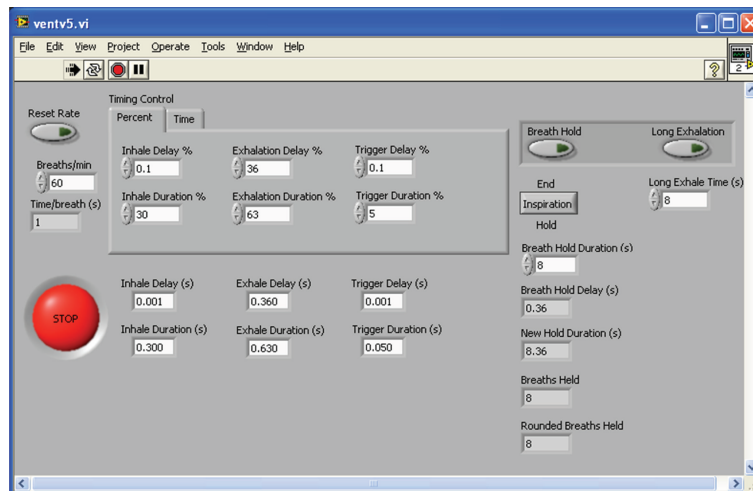 ventv5.vi
File Edit View Project Operate Tools Window Help
? 2
Timing Control
Reset Rate
Percent Time
Breath Hold Long Exhalation
Inhale Delay % Exhalation Delay % Trigger Delay %
0.1 36 0.1
Breaths/min
60
Inhale Duration % Exhalation Duration % Trigger Duration %
30 63 5
Time/breath (s)
1
End
Inspiration
Hold
Long Exhale Time (s)
8
Breath Hold Duration (s)
8
Inhale Delay (s) Exhale Delay (s) Trigger Delay (s)
0.001 0.360 0.001
STOP
Inhale Duration (s) Exhale Duration (s) Trigger Duration (s)
0.300 0.630 0.050
Breath Hold Delay (s)
0.36
New Hold Duration (s)
8.36
Breaths Held
8
Rounded Breaths Held
8